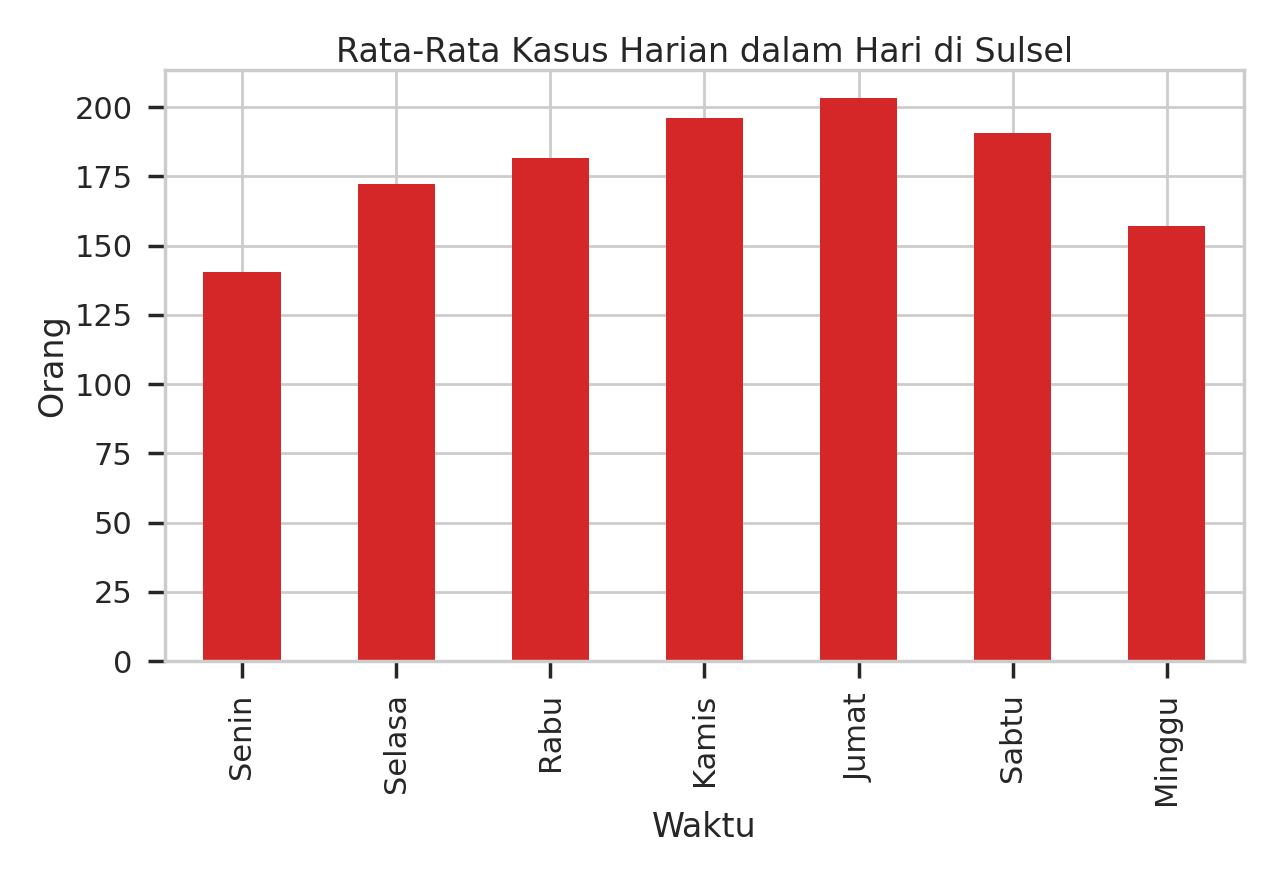 Rata-Rata Kasus Harian dalam Hari di Sulsel
Orang
200
175
150
125
100
75
50
25
0
Senin
Selasa
Rabu
Kamis
Jumat
Sabtu
Minggu
Waktu